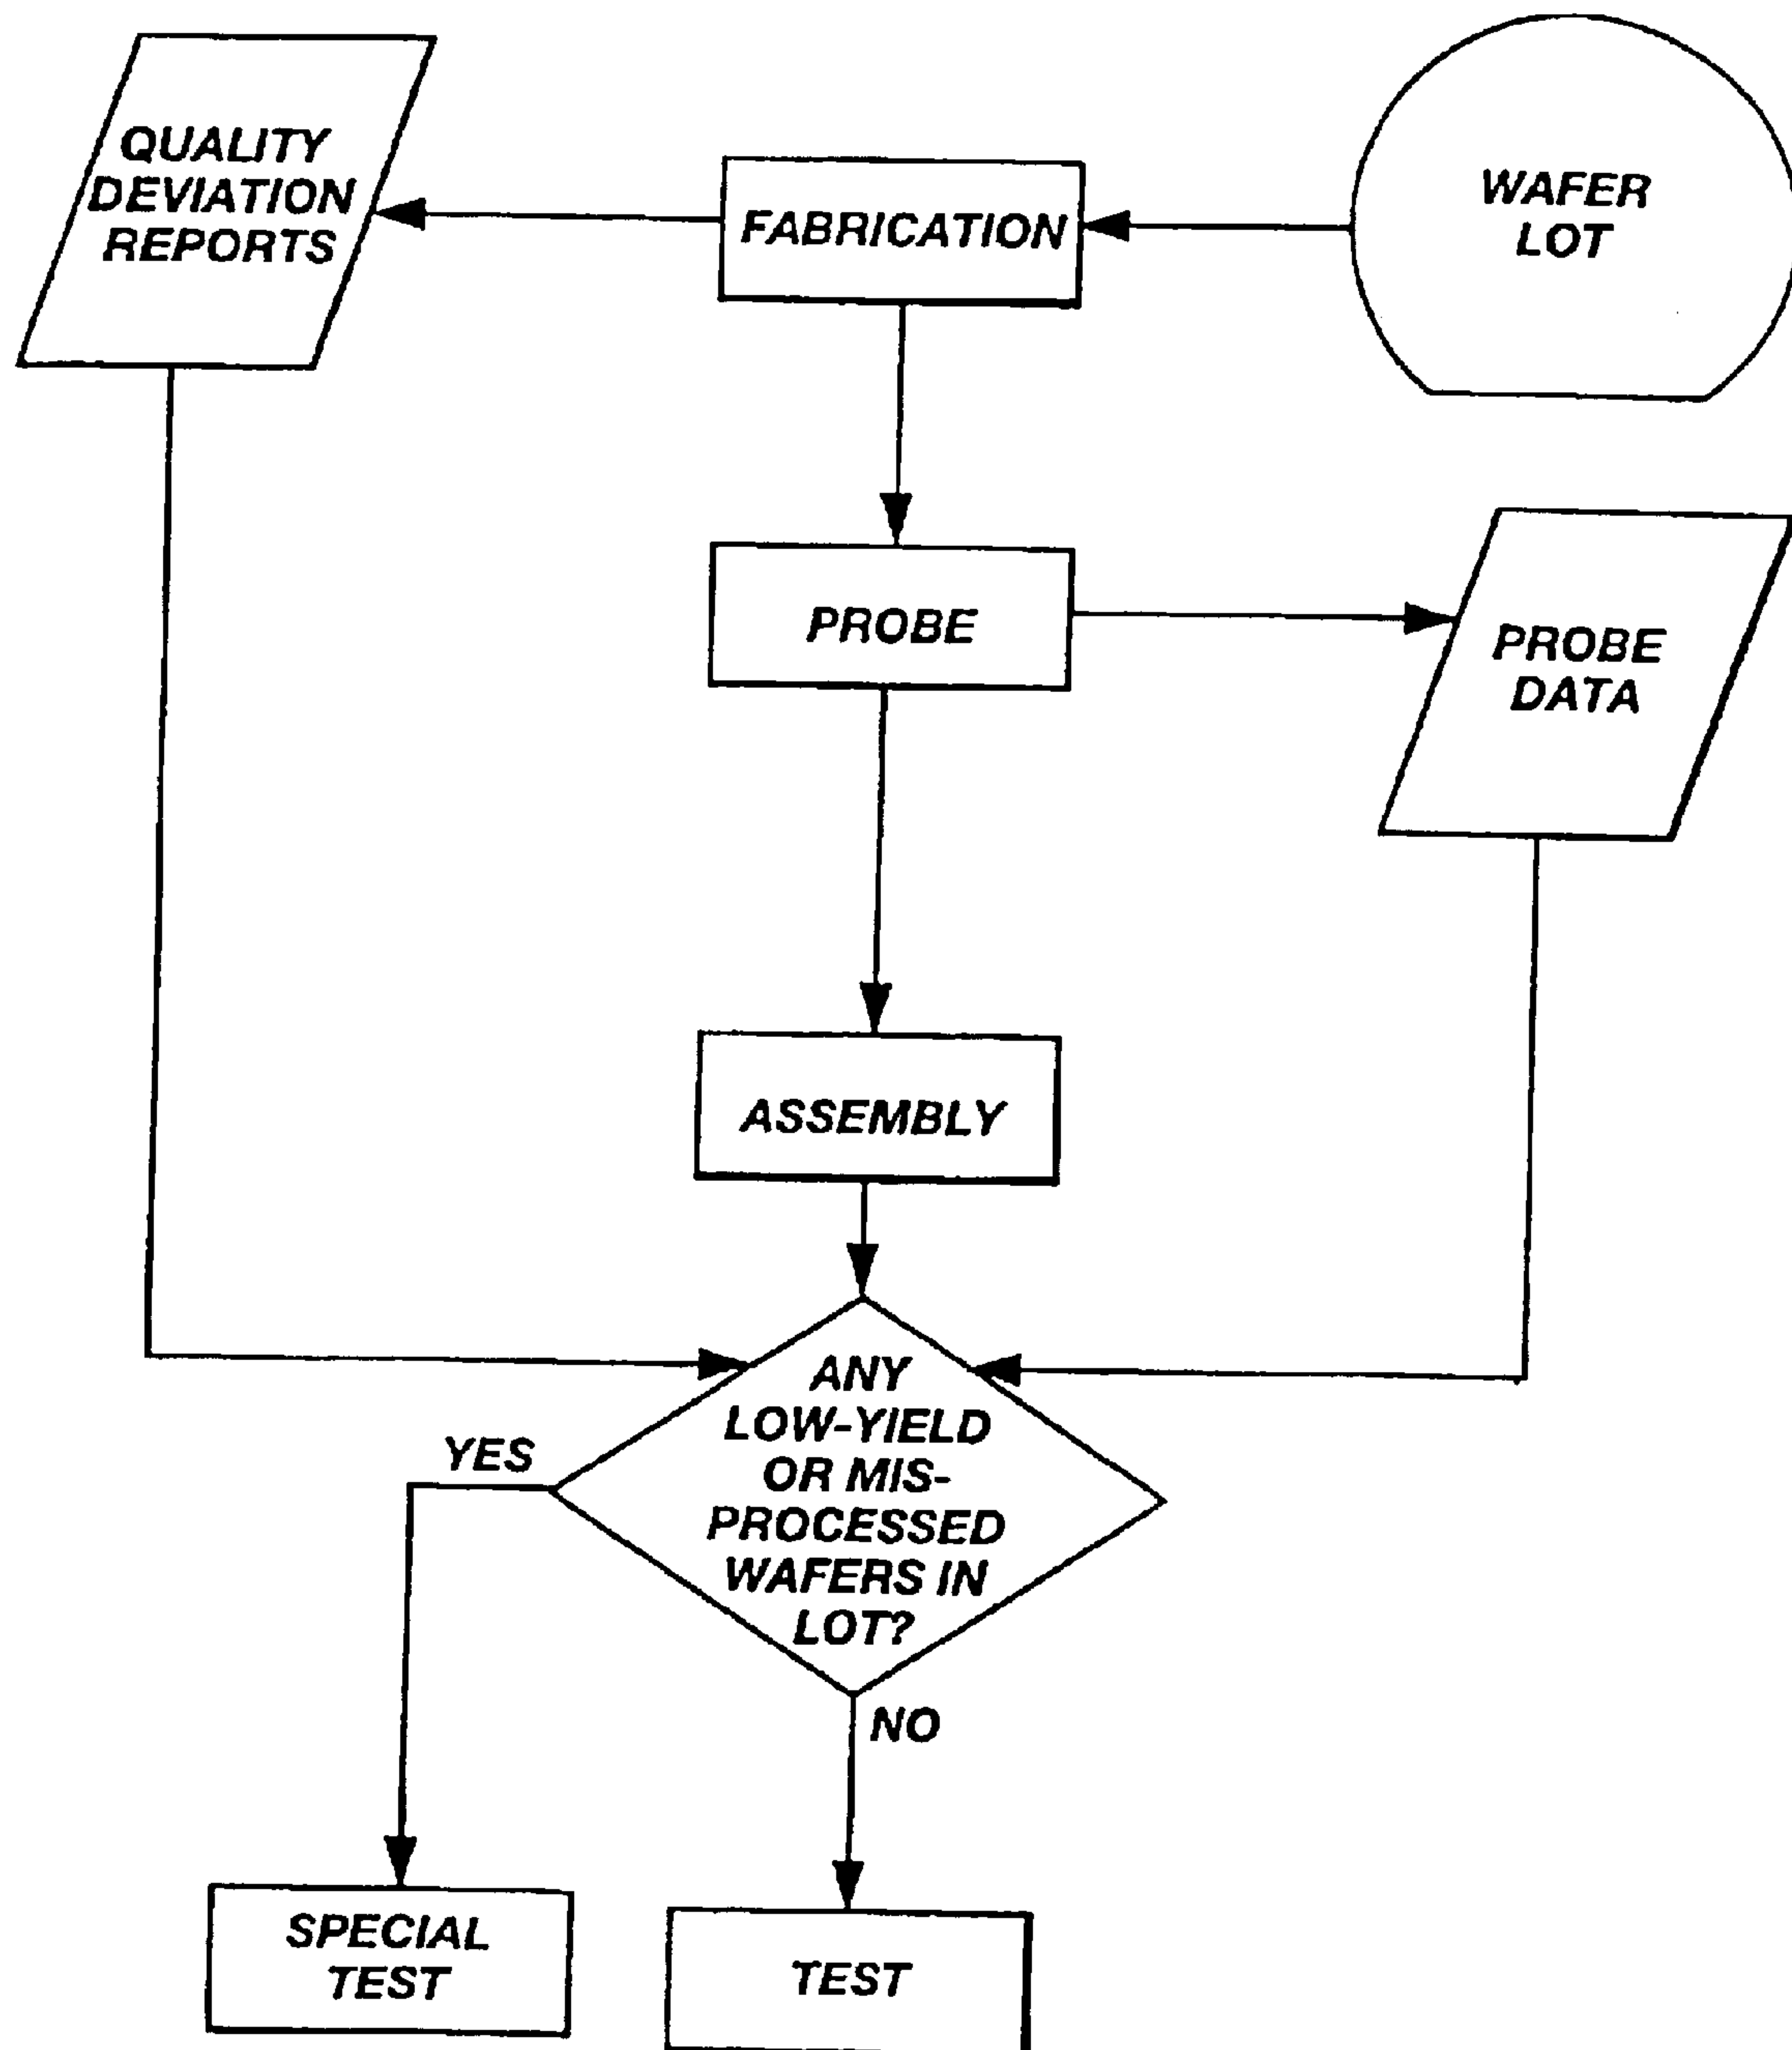 QUALITY
DEVIATION
REPORTS
FABRICATION
WAFER
LOT
PROBE
PROBE
DATA
ASSEMBLY
ANY
LOW-YIELD
OR MIS-
PROCESSED
WAFERS IN
LOT?
YES
NO
SPECIAL
TEST
TEST